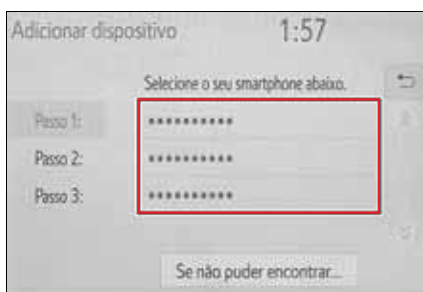 Adicionar dispositivo 1:57
Selecione o seu smartphone abaixo.
Passo 1: **********
Passo 2: **********
Passo 3: **********
Se não puder encontrar...